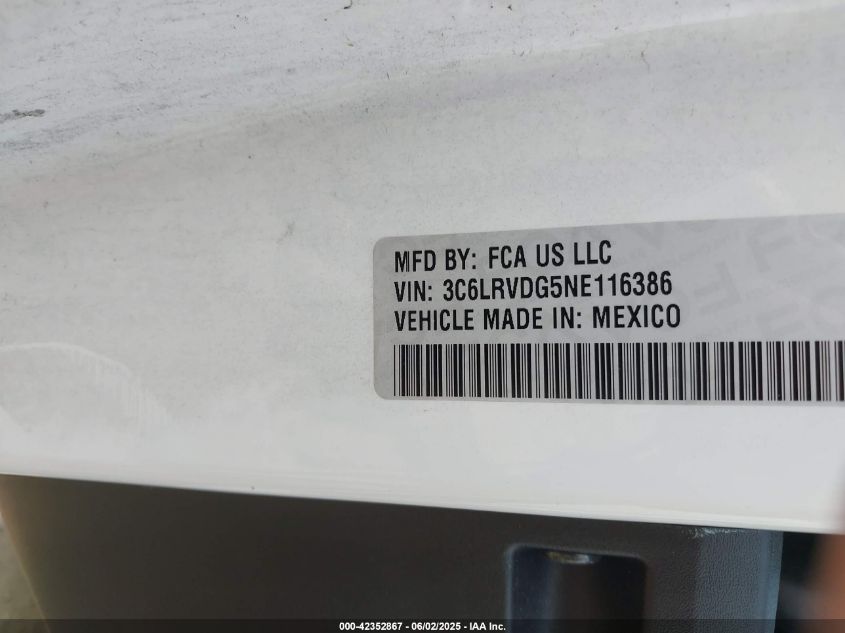 MFD BY: FCA US LLC
VIN: 3C6LRVDG5NE116386
VEHICLE MADE IN: MEXICO
000-42352867 - 06/02/2025 - IAA Inc.